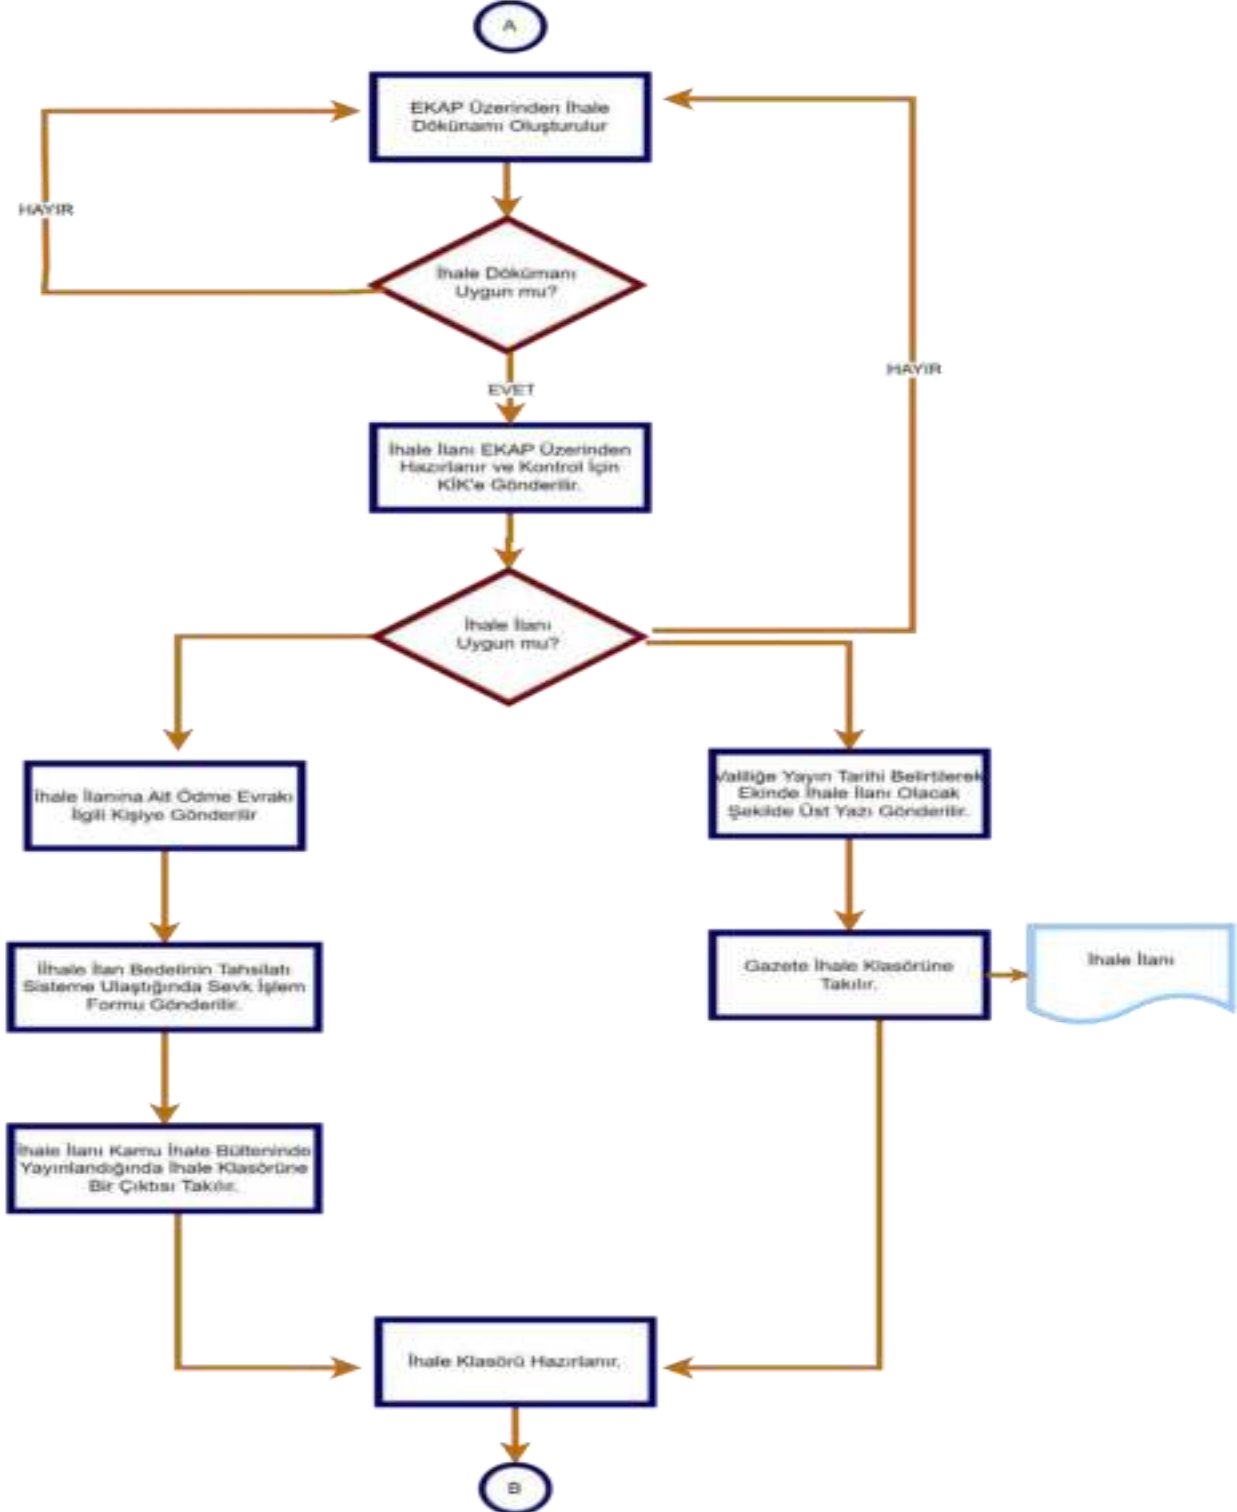 A
EKAP Üzerinden İhale
Dökünamı Oluşturulur
HAYIR
İhale Dökümanı
Uygun mu?
EVET
HAYIR
İhale İlanı EKAP Üzerinden
Hazırlanır ve Kontrol İçin
KİK'e Gönderilir.
İhale İlanı
Uygun mu?
İhale İlanına Ait Ödme Evrakı
İlgili Kişiye Gönderilir
Valiliğe Yayın Tarihi Belirtilerek
Ekinde İhale İlanı Olacak
Şekilde Üst Yazı Gönderilir.
İİhale İlan Bedelinin Tahsilatı
Sisteme Ulaştığında Sevk İşlem
Formu Gönderilir.
Gazete İhale Klasörüne
Takılır.
İhale İlanı
İhale İlanı Kamu İhale Bülteninde
Yayınlandığında İhale Klasörüne
Bir Çıktısı Takılır.
İhale Klasörü Hazırlanır.
B